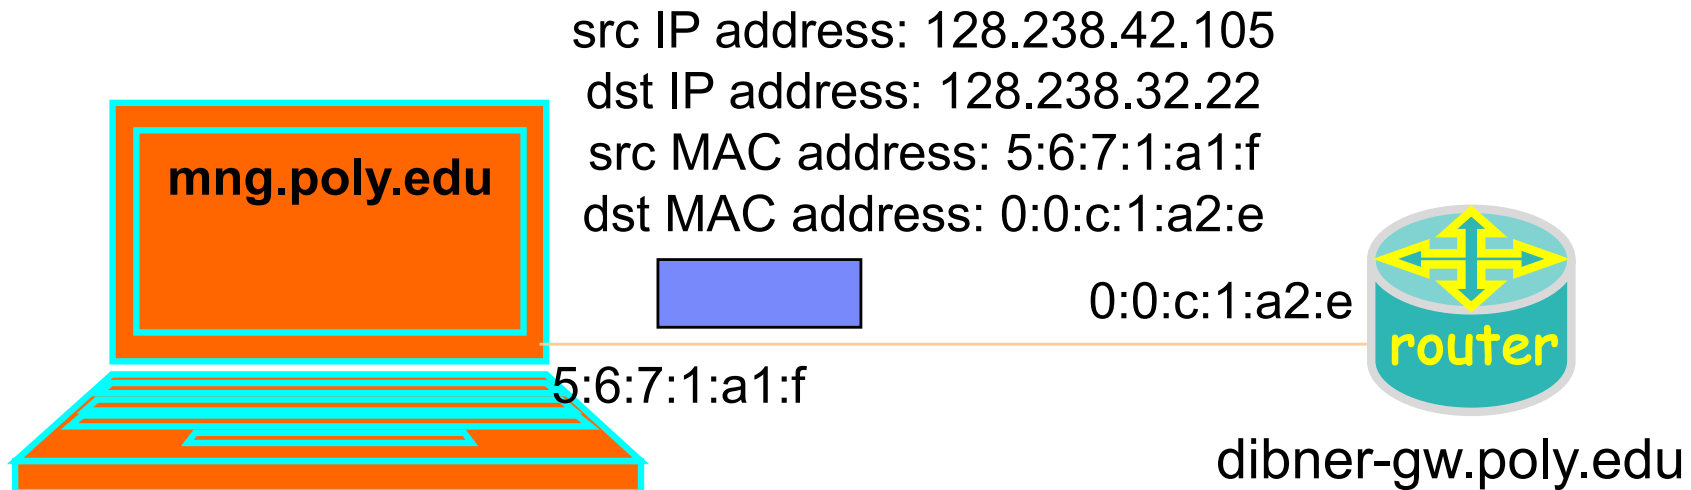 src IP address: 128.238.42.105
dst IP address: 128.238.32.22
src MAC address: 5:6:7:1:a1:f
dst MAC address: 0:0:c:1:a2:e
mng.poly.edu
0:0:c:1:a2:e
router
5:6:7:1:a1:f
dibner-gw.poly.edu